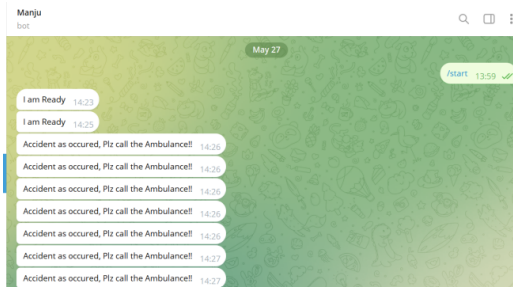 Manju
bot
May 27
/start 13:59
I am Ready 14:23
I am Ready 14:25
Accident as occured, Plz call the Ambulance!! 14:26
Accident as occured, Plz call the Ambulance!! 14:26
Accident as occured, Plz call the Ambulance!! 14:26
Accident as occured, Plz call the Ambulance!! 14:26
Accident as occured, Plz call the Ambulance!! 14:26
Accident as occured, Plz call the Ambulance!! 14:27
Accident as occured, Plz call the Ambulance!! 14:27